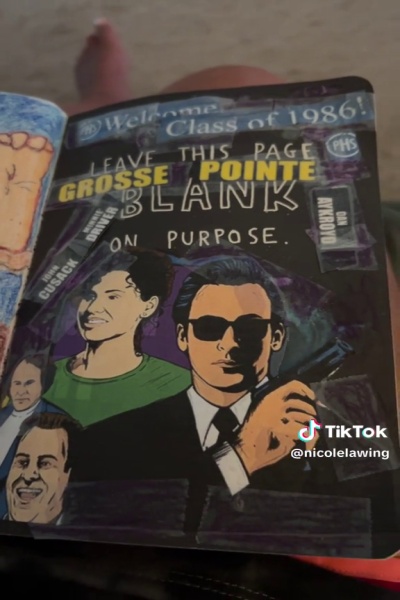 Welcome
Class of 1986!
PHS
LEAVE THIS PAGE
GROSSE POINTE
BLANK
ON PURPOSE.
MINNIE
DRIVER
JOHN
CUSACK
DAN
AYKROYD
TikTok
@nicolelawing